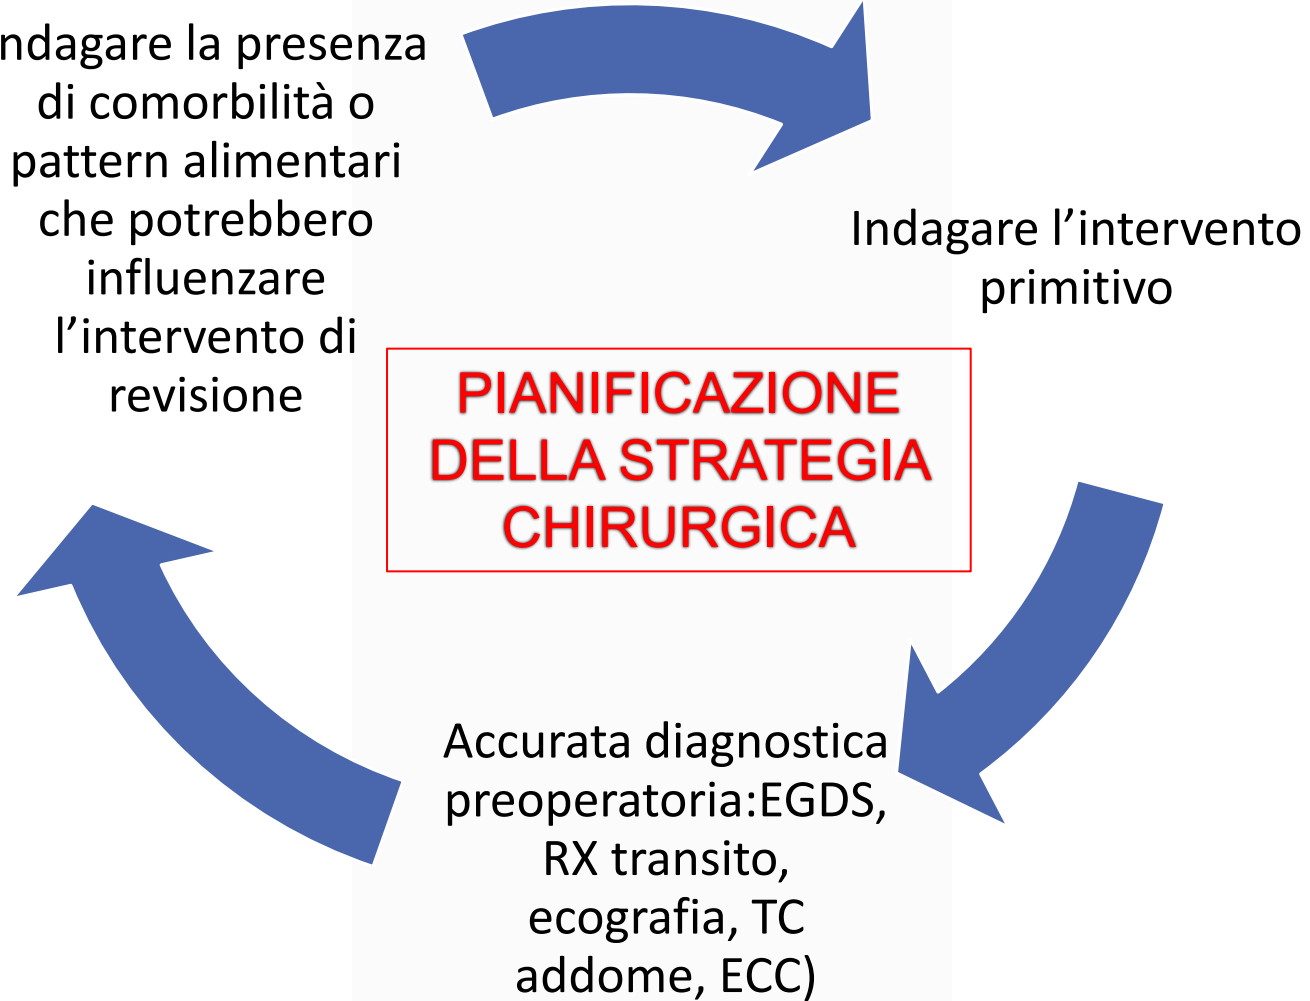 ndagare la presenza
di comorbilità o
pattern alimentari
che potrebbero
influenzare
l’intervento di
revisione
Indagare l’intervento
primitivo
PIANIFICAZIONE
DELLA STRATEGIA
CHIRURGICA
Accurata diagnostica
preoperatoria:EGDS,
RX transito,
ecografia, TC
addome, ECC)